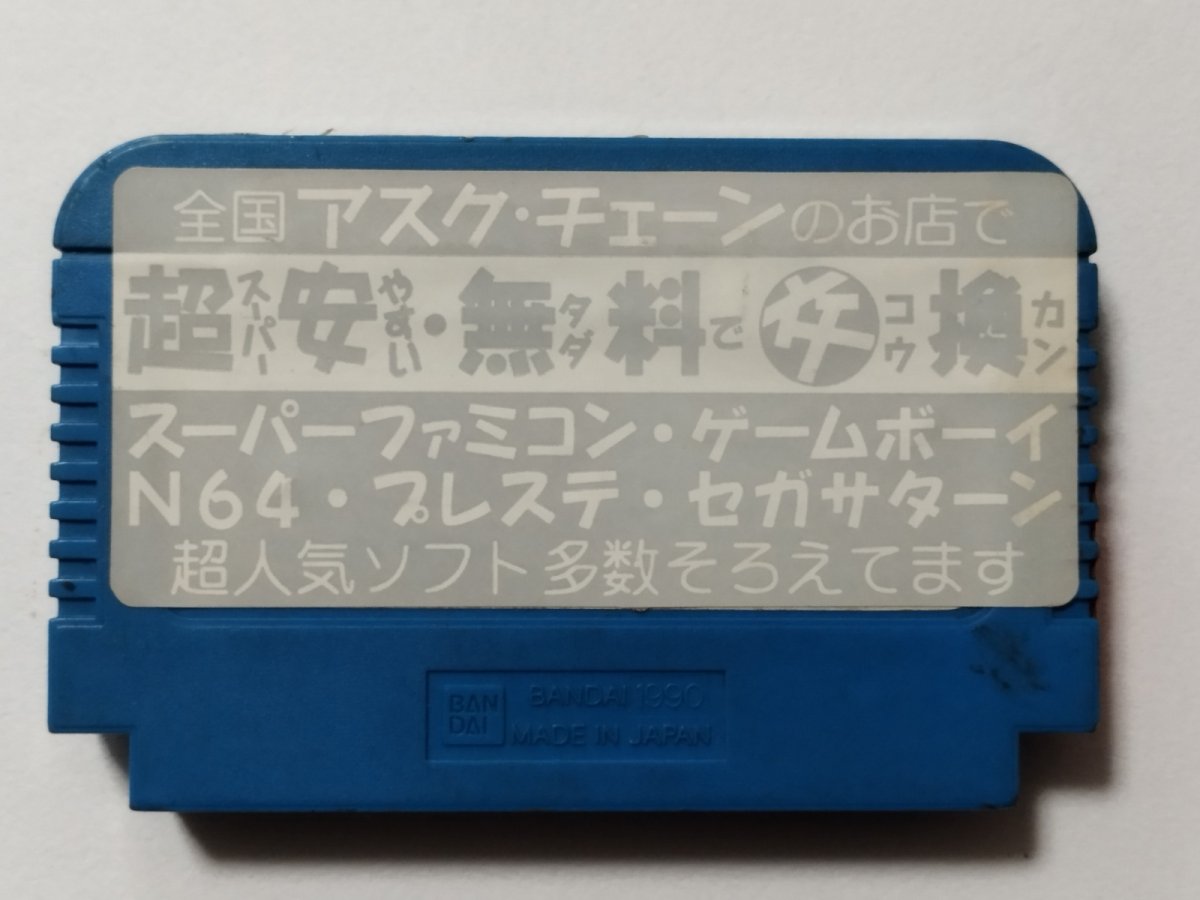 全国アスク・チェーンのお店で
超スーパー安やすい・無タダ料で交コウ換カン
スーパーファミコン・ゲームボーイ
N64・プレステ・セガサターン
超人気ソフト多数そろえてます
BAN
DAI
BANDAI 1990
MADE IN JAPAN